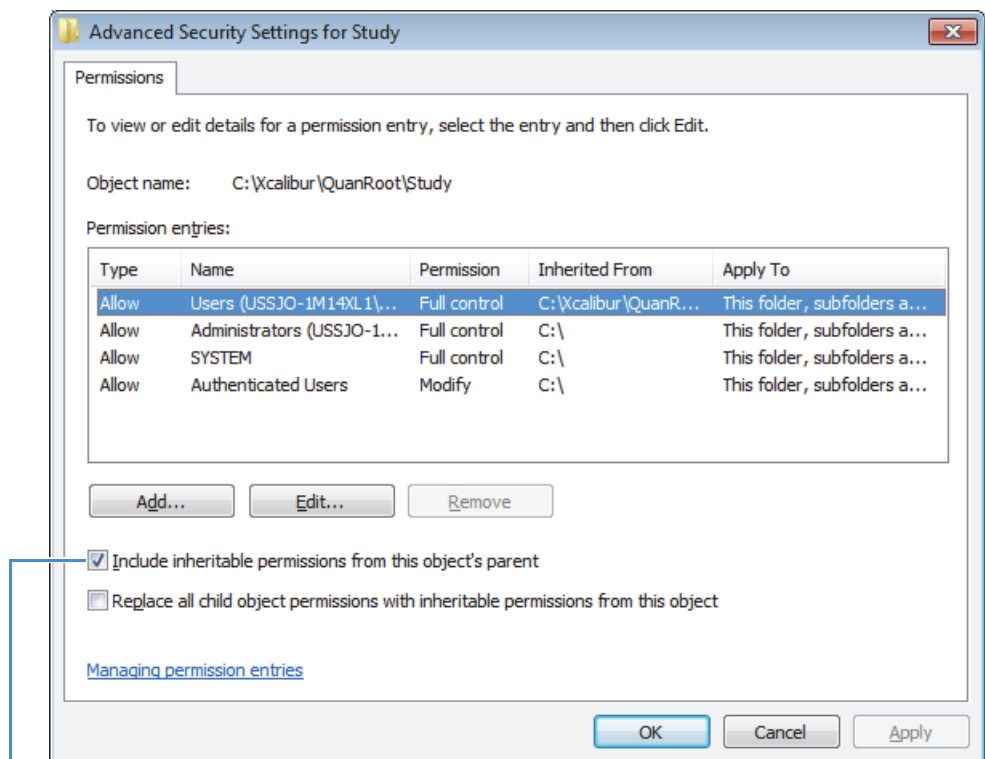 Advanced Security Settings for Study
Permissions
To view or edit details for a permission entry, select the entry and then click Edit.
Object name: C:\Xcalibur\QuanRoot\Study
Permission entries:
Type Name Permission Inherited From Apply To
Allow Users (USSJO-1M14XL1\... Full control C:\Xcalibur\QuanR... This folder, subfolders a...
Allow Administrators (USSJO-1... Full control C:\ This folder, subfolders a...
Allow SYSTEM Full control C:\ This folder, subfolders a...
Allow Authenticated Users Modify C:\ This folder, subfolders a...
Add... Edit... Remove
Include inheritable permissions from this object's parent
Replace all child object permissions with inheritable permissions from this object
Managing permission entries
OK Cancel Apply